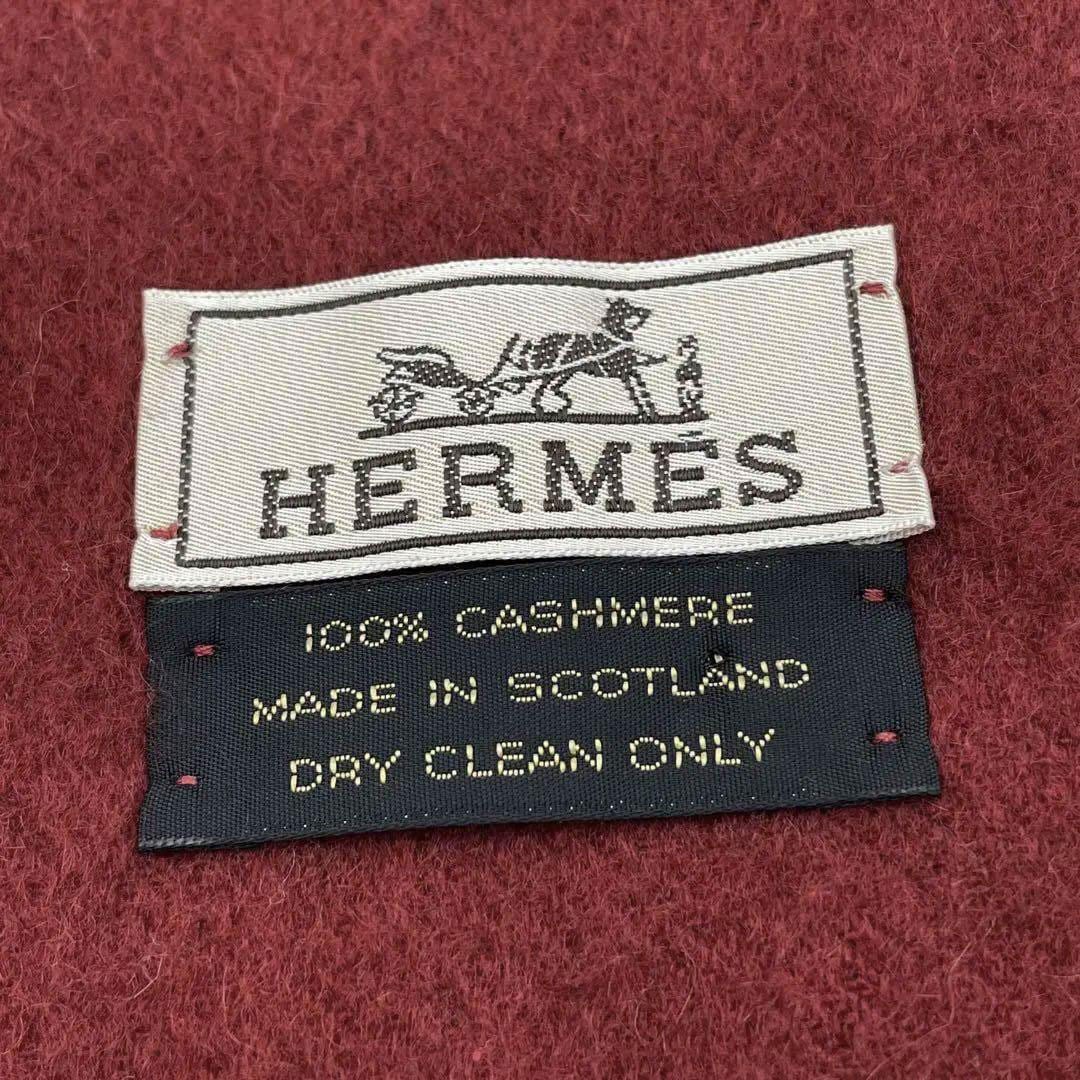 HERMÈS
100% CASHMERE
MADE IN SCOTLAND
DRY CLEAN ONLY